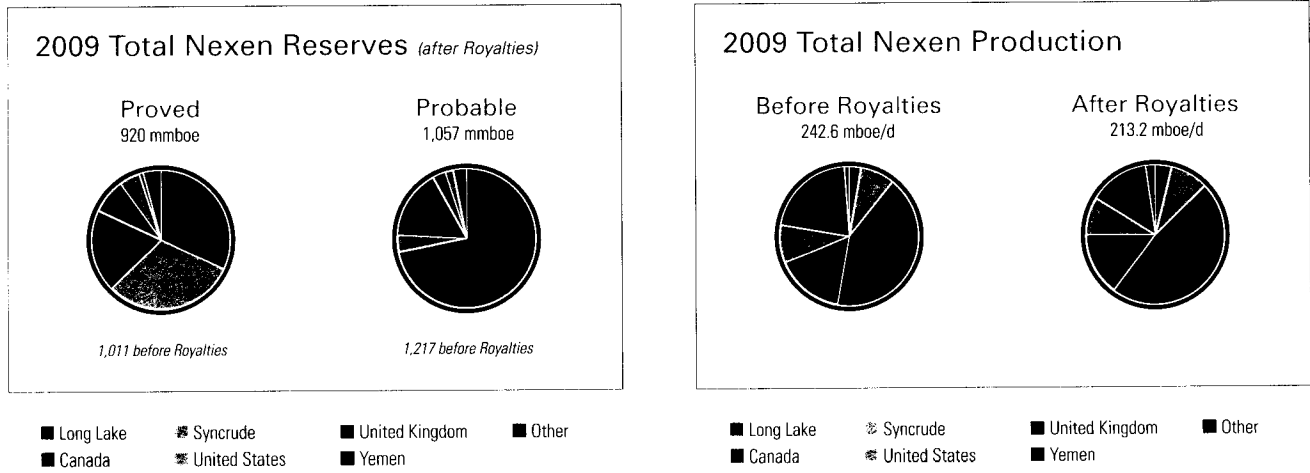 2009 Total Nexen Reserves (after Royalties)
Proved
920 mmboe
Probable
1,057 mmboe
1,011 before Royalties
1,217 before Royalties
Long Lake
Syncrude
United Kingdom
Other
Canada
United States
Yemen
2009 Total Nexen Production
Before Royalties
242.6 mboe/d
After Royalties
213.2 mboe/d
Long Lake
Syncrude
United Kingdom
Other
Canada
United States
Yemen